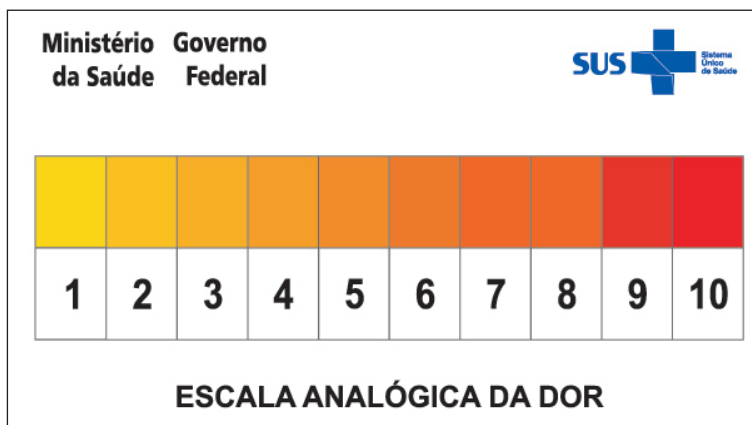 Ministério Governo
da Saúde Federal
SUS
Sistema
Único
de Saúde
1 2 3 4 5 6 7 8 9 10
ESCALA ANALÓGICA DA DOR